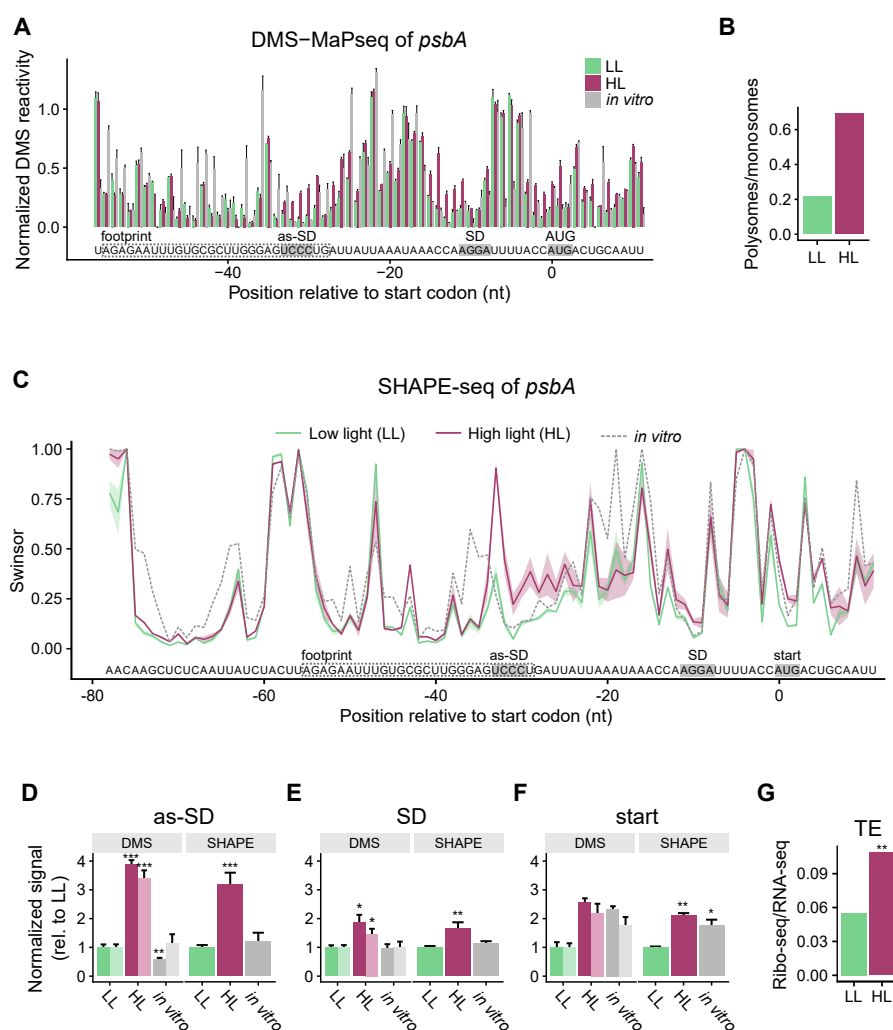 A
DMS−MaPseq of psbA
Normalized DMS reactivity
1.0
0.5
0.0
LL
HL
in vitro
footprint
as-SD
SD
AUG
UAGAGAAUUUGUGCGCUUGGGAGUCCCUGAUUAUUAAAUAAACCAAGGAUUUUACCAUGACUGCAAUU
−40
−20
0
Position relative to start codon (nt)
B
Polysomes/monosomes
0.6
0.4
0.2
0.0
LL
HL
C
SHAPE-seq of psbA
Low light (LL)
High light (HL)
in vitro
Swinsor
1.00
0.75
0.50
0.25
0.00
footprint
as-SD
SD
start
AACAAGCUCUCAAUUAUCUACUUAGAGAAUUUGUGCGCUUGGGAGUCCCUGAUUAUUAAAUAAACCAAGGAUUUUACCAUGACUGCAAUU
-80
-60
-40
-20
0
Position relative to start codon (nt)
D
as-SD
DMS
SHAPE
Normalized signal
(rel. to LL)
4
3
2
1
0
***
***
**
***
LL
HL
in vitro
LL
HL
in vitro
E
SD
DMS
SHAPE
4
3
2
1
0
*
*
**
LL
HL
in vitro
LL
HL
in vitro
F
start
DMS
SHAPE
4
3
2
1
0
**
*
LL
HL
in vitro
LL
HL
in vitro
G
TE
Ribo-seq/RNA-seq
**
0.09
0.06
0.03
0.00
LL
HL